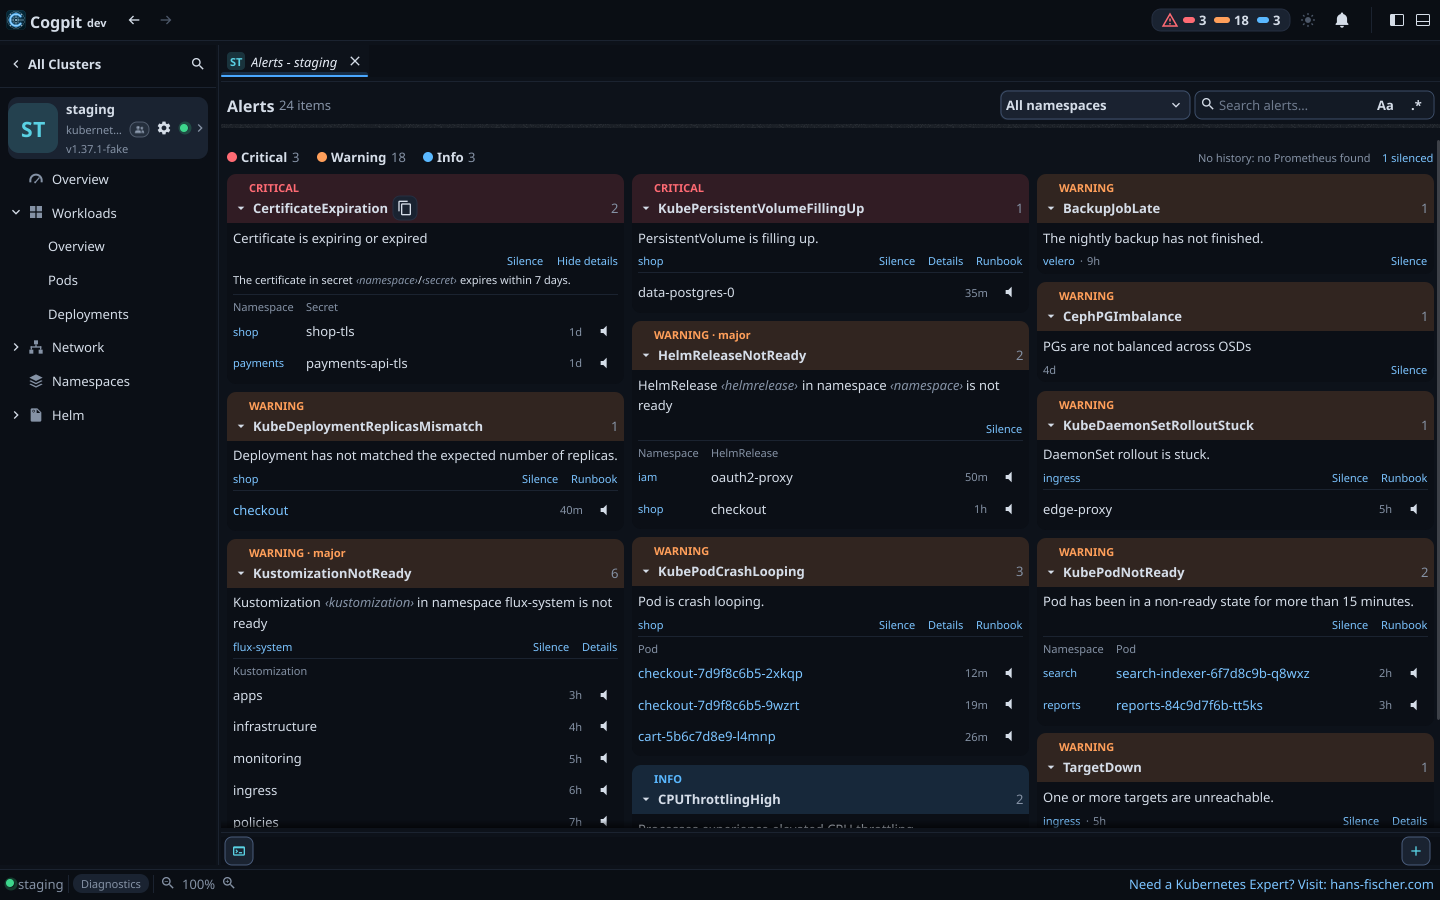 Cogpit dev
3 18 3
All Clusters
ST Alerts - staging
ST
staging
kubernet...
v1.37.1-fake
Overview
Workloads
Overview
Pods
Deployments
Network
Namespaces
Helm
Alerts 24 items
All namespaces
Search alerts...
Aa .*
Critical 3 Warning 18 Info 3
No history: no Prometheus found 1 silenced
CRITICAL
CertificateExpiration 2
Certificate is expiring or expired
Silence Hide details
The certificate in secret ‹namespace›/‹secret› expires within 7 days.
Namespace Secret
shop shop-tls 1d
payments payments-api-tls 1d
WARNING
KubeDeploymentReplicasMismatch 1
Deployment has not matched the expected number of replicas.
shop Silence Runbook
checkout 40m
WARNING · major
KustomizationNotReady 6
Kustomization ‹kustomization› in namespace flux-system is not
ready
flux-system Silence Details
Kustomization
apps 3h
infrastructure 4h
monitoring 5h
ingress 6h
policies 7h
CRITICAL
KubePersistentVolumeFillingUp 1
PersistentVolume is filling up.
shop Silence Details Runbook
data-postgres-0 35m
WARNING · major
HelmReleaseNotReady 2
HelmRelease ‹helmrelease› in namespace ‹namespace› is not
ready
Silence
Namespace HelmRelease
iam oauth2-proxy 50m
shop checkout 1h
WARNING
KubePodCrashLooping 3
Pod is crash looping.
shop Silence Details Runbook
Pod
checkout-7d9f8c6b5-2xkqp 12m
checkout-7d9f8c6b5-9wzrt 19m
cart-5b6c7d8e9-l4mnp 26m
INFO
CPUThrottlingHigh 2
Processes experience elevated CPU throttling.
WARNING
BackupJobLate 1
The nightly backup has not finished.
velero · 9h Silence
WARNING
CephPGImbalance 1
PGs are not balanced across OSDs
4d Silence
WARNING
KubeDaemonSetRolloutStuck 1
DaemonSet rollout is stuck.
ingress Silence Runbook
edge-proxy 5h
WARNING
KubePodNotReady 2
Pod has been in a non-ready state for more than 15 minutes.
Silence Runbook
Namespace Pod
search search-indexer-6f7d8c9b-q8wxz 2h
reports reports-84c9d7f6b-tt5ks 3h
WARNING
TargetDown 1
One or more targets are unreachable.
ingress · 5h Silence Details
staging Diagnostics 100%
Need a Kubernetes Expert? Visit: hans-fischer.com